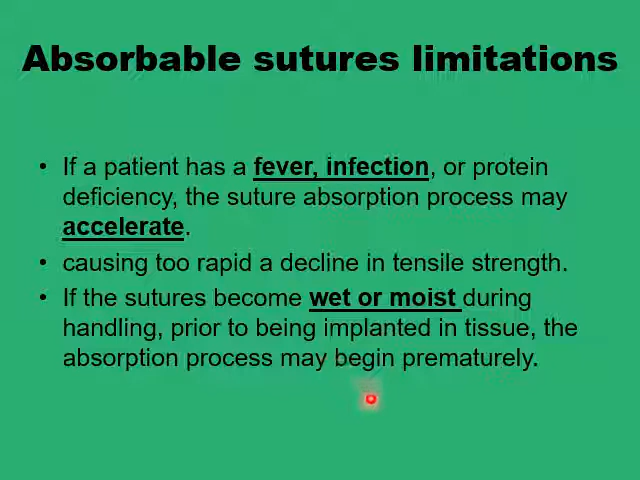 Absorbable sutures limitations
• If a patient has a fever, infection, or protein
deficiency, the suture absorption process may
accelerate.
• causing too rapid a decline in tensile strength.
• If the sutures become wet or moist during
handling, prior to being implanted in tissue, the
absorption process may begin prematurely.